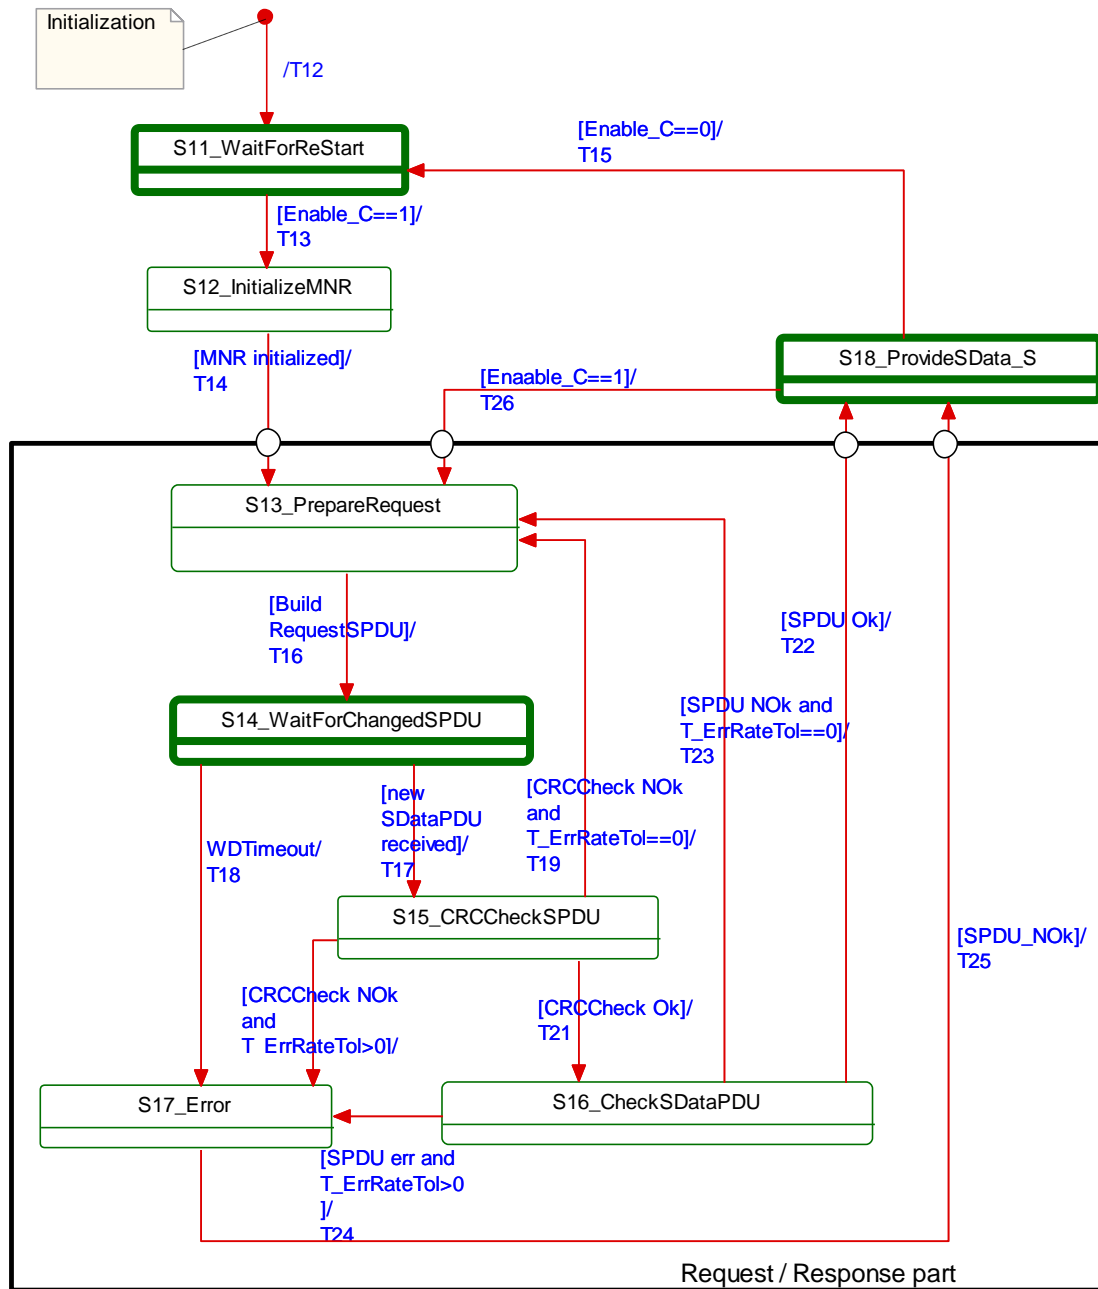 Initialization
/T12
[Enable_C==0]/
T15
S11_WaitForReStart
[Enable_C==1]/
T13
S12_InitializeMNR
[MNR initialized]/
T14
S18_ProvideSData_S
[Enaable_C==1]/
T26
S13_PrepareRequest
[Build
RequestSPDU]/
T16
[SPDU Ok]/
T22
S14_WaitForChangedSPDU
[SPDU NOk and
T_ErrRateTol==0]/
T23
[new
SDataPDU
received]/
T17
[CRCCheck NOk
and
T_ErrRateTol==0]/
T19
WDTimeout/
T18
S15_CRCCheckSPDU
[SPDU_NOk]/
T25
[CRCCheck NOk
and
T_ErrRateTol>0]/
[CRCCheck Ok]/
T21
S17_Error
S16_CheckSDataPDU
[SPDU err and
T_ErrRateTol>0
]/
T24
Request / Response part